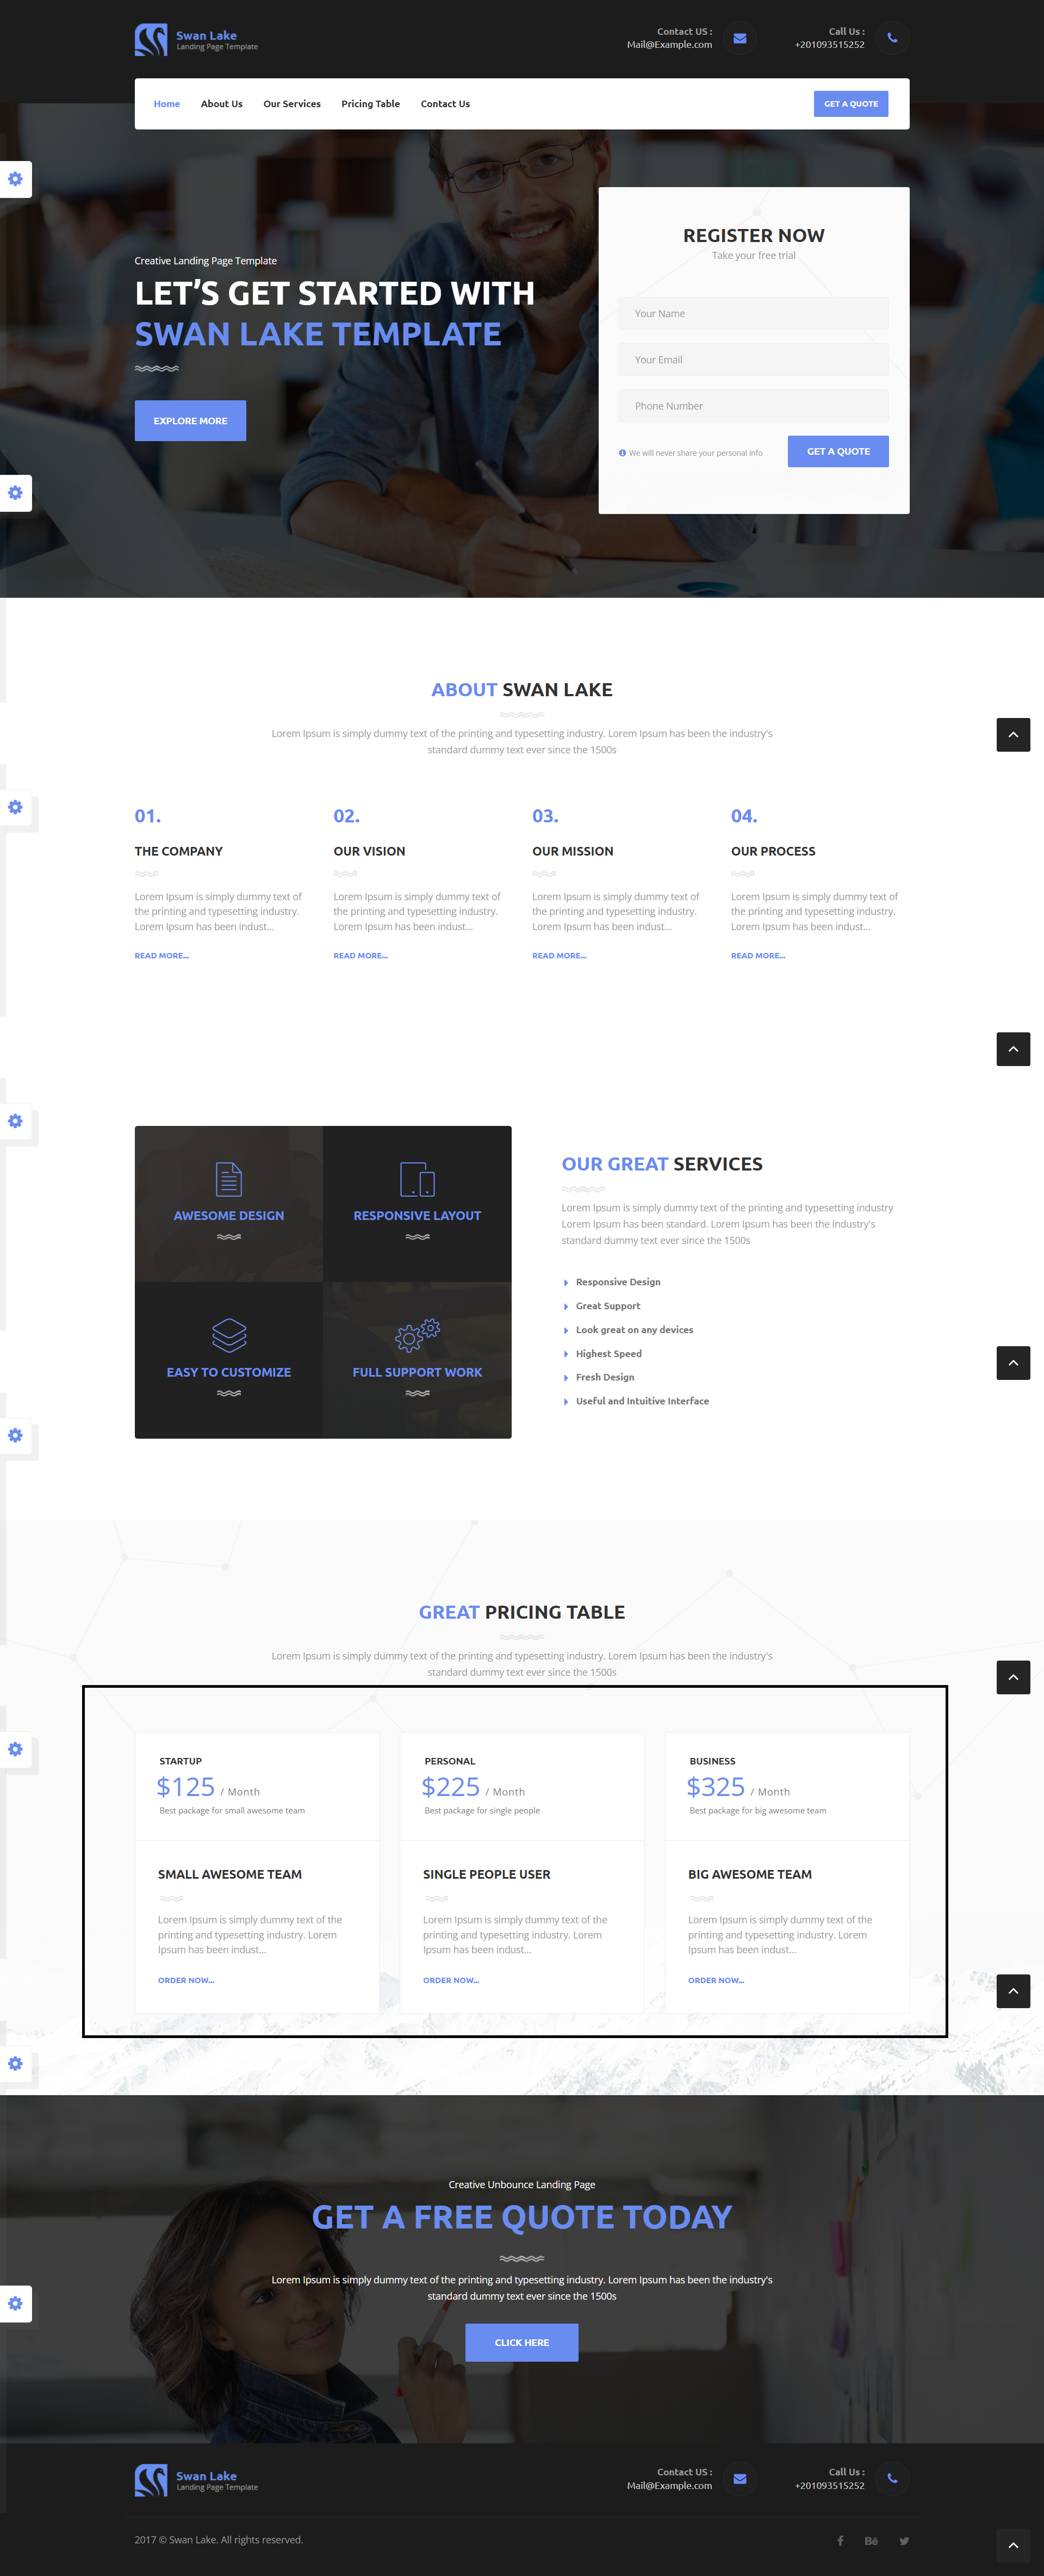 Swan Lake
Landing Page Template
Contact US :
Mail@Example.com
Call Us :
+201093515252
Home
About Us
Our Services
Pricing Table
Contact Us
GET A QUOTE
Creative Landing Page Template
LET'S GET STARTED WITH
SWAN LAKE TEMPLATE
EXPLORE MORE
REGISTER NOW
Take your free trial
Your Name
Your Email
Phone Number
We will never share your personal info
GET A QUOTE
ABOUT SWAN LAKE
Lorem Ipsum is simply dummy text of the printing and typesetting industry. Lorem Ipsum has been the industry's
standard dummy text ever since the 1500s
01.
THE COMPANY
Lorem Ipsum is simply dummy text of
the printing and typesetting industry.
Lorem Ipsum has been indust...
READ MORE...
02.
OUR VISION
Lorem Ipsum is simply dummy text of
the printing and typesetting industry.
Lorem Ipsum has been indust...
READ MORE...
03.
OUR MISSION
Lorem Ipsum is simply dummy text of
the printing and typesetting industry.
Lorem Ipsum has been indust...
READ MORE...
04.
OUR PROCESS
Lorem Ipsum is simply dummy text of
the printing and typesetting industry.
Lorem Ipsum has been indust...
READ MORE...
AWESOME DESIGN
RESPONSIVE LAYOUT
EASY TO CUSTOMIZE
FULL SUPPORT WORK
OUR GREAT SERVICES
Lorem Ipsum is simply dummy text of the printing and typesetting industry
Lorem Ipsum has been standard. Lorem Ipsum has been the industry's
standard dummy text ever since the 1500s
Responsive Design
Great Support
Look great on any devices
Highest Speed
Fresh Design
Useful and Intuitive Interface
GREAT PRICING TABLE
Lorem Ipsum is simply dummy text of the printing and typesetting industry. Lorem Ipsum has been the industry's
standard dummy text ever since the 1500s
STARTUP
$125 / Month
Best package for small awesome team
SMALL AWESOME TEAM
Lorem Ipsum is simply dummy text of the
printing and typesetting industry. Lorem
Ipsum has been indust...
ORDER NOW...
PERSONAL
$225 / Month
Best package for single people
SINGLE PEOPLE USER
Lorem Ipsum is simply dummy text of the
printing and typesetting industry. Lorem
Ipsum has been indust...
ORDER NOW...
BUSINESS
$325 / Month
Best package for big awesome team
BIG AWESOME TEAM
Lorem Ipsum is simply dummy text of the
printing and typesetting industry. Lorem
Ipsum has been indust...
ORDER NOW...
Creative Unbounce Landing Page
GET A FREE QUOTE TODAY
Lorem Ipsum is simply dummy text of the printing and typesetting industry. Lorem Ipsum has been the industry's
standard dummy text ever since the 1500s
CLICK HERE
Swan Lake
Landing Page Template
Contact US :
Mail@Example.com
Call Us :
+201093515252
2017 © Swan Lake. All rights reserved.